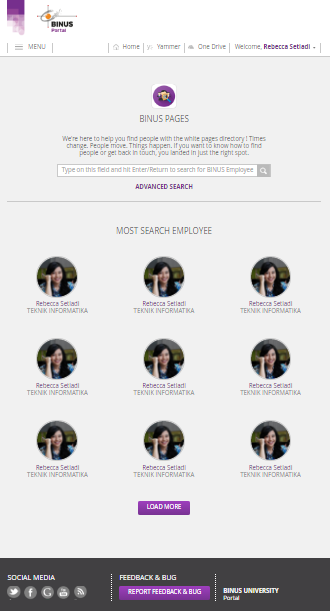 BINUS
Portal
MENU
Home
Yammer
One Drive
Welcome, Rebecca Setiadi
BINUS PAGES
We're here to help you find people with the white pages directory ! Times
change. People move. Things happen. If you want to know how to find
people or get back in touch, you landed in just the right spot..
Type on this field and hit Enter/Return to search for BINUS Employee
ADVANCED SEARCH
MOST SEARCH EMPLOYEE
Rebecca Setiadi
TEKNIK INFORMATIKA
Rebecca Setiadi
TEKNIK INFORMATIKA
Rebecca Setiadi
TEKNIK INFORMATIKA
Rebecca Setiadi
TEKNIK INFORMATIKA
Rebecca Setiadi
TEKNIK INFORMATIKA
Rebecca Setiadi
TEKNIK INFORMATIKA
Rebecca Setiadi
TEKNIK INFORMATIKA
Rebecca Setiadi
TEKNIK INFORMATIKA
Rebecca Setiadi
TEKNIK INFORMATIKA
LOAD MORE
SOCIAL MEDIA
FEEDBACK & BUG
REPORT FEEDBACK & BUG
BINUS UNIVERSITY
Portal